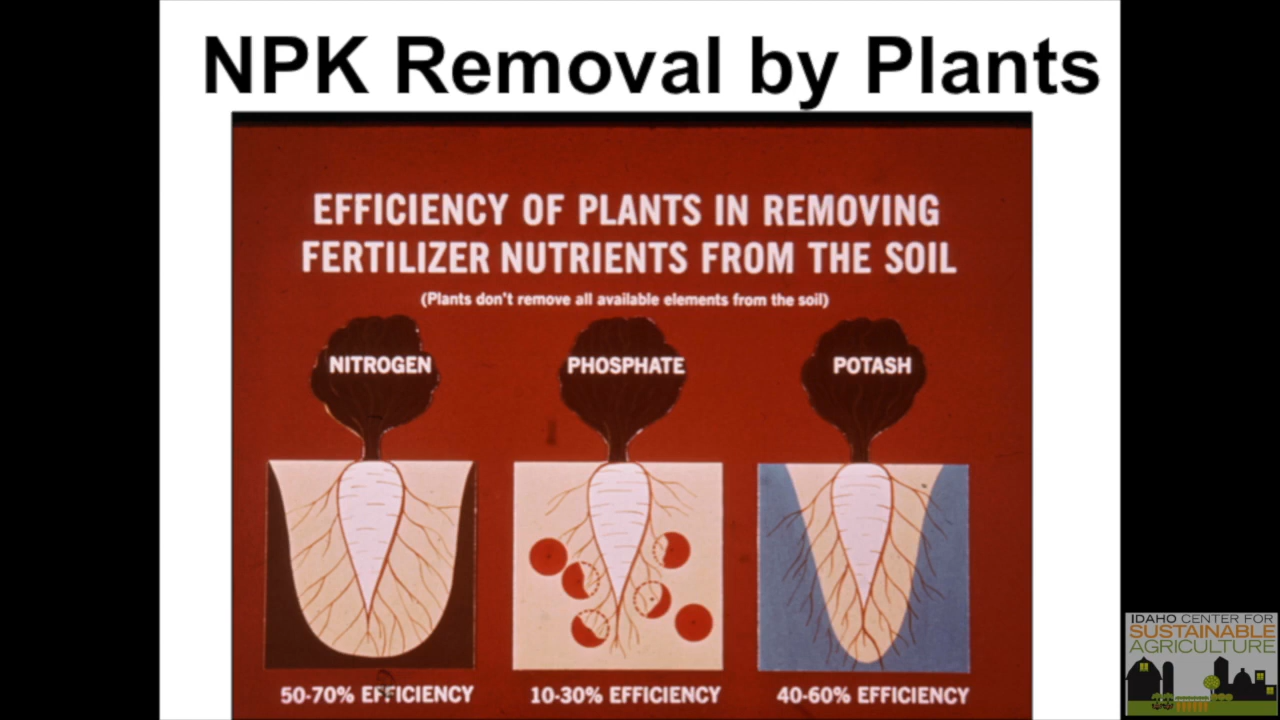 NPK Removal by Plants
EFFICIENCY OF PLANTS IN REMOVING
FERTILIZER NUTRIENTS FROM THE SOIL
(Plants don't remove all available elements from the soil)
NITROGEN
PHOSPHATE
POTASH
50-70% EFFICIENCY
10-30% EFFICIENCY
40-60% EFFICIENCY
IDAHO CENTER FOR
SUSTAINABLE
AGRICULTURE